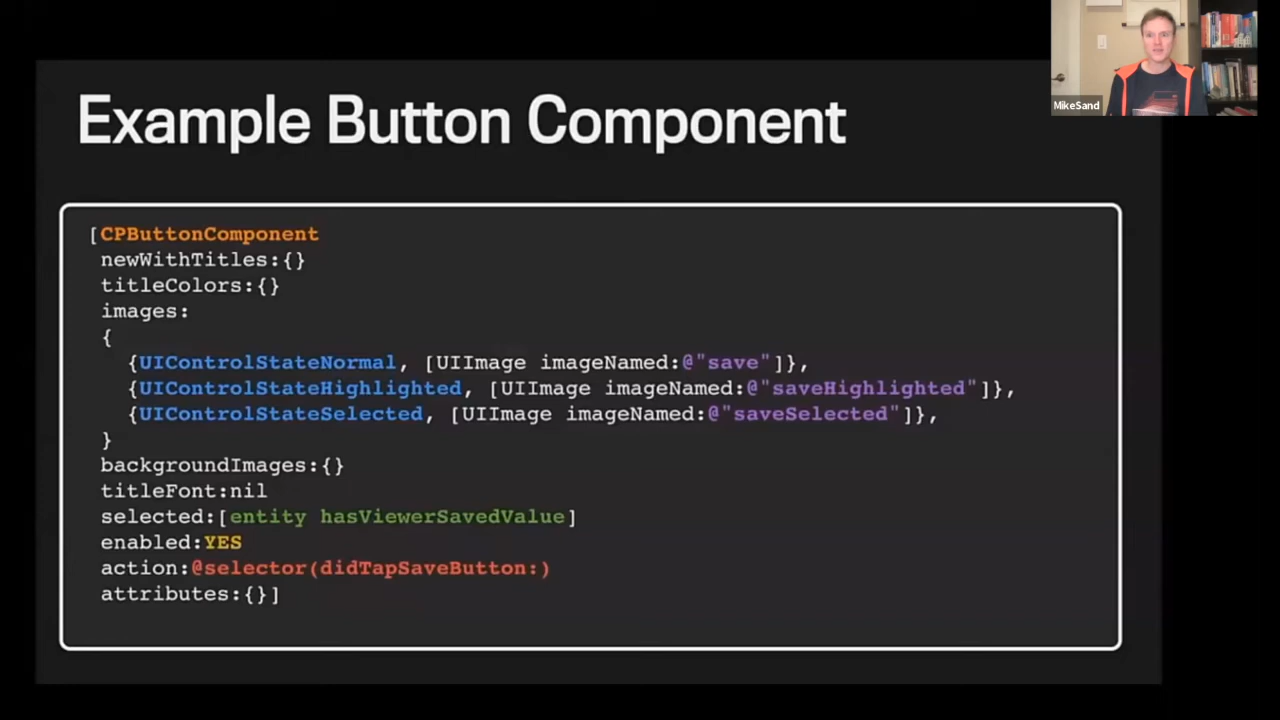 Example Button Component
MikeSand
[CPButtonComponent
newWithTitles:{}
titleColors:{}
images:
{
{UIControlStateNormal, [UIImage imageNamed:@"save"]},
{UIControlStateHighlighted, [UIImage imageNamed:@"saveHighlighted"]},
{UIControlStateSelected, [UIImage imageNamed:@"saveSelected"]},
}
backgroundImages:{}
titleFont:nil
selected:[entity hasViewerSavedValue]
enabled:YES
action:@selector(didTapSaveButton:)
attributes:{}]